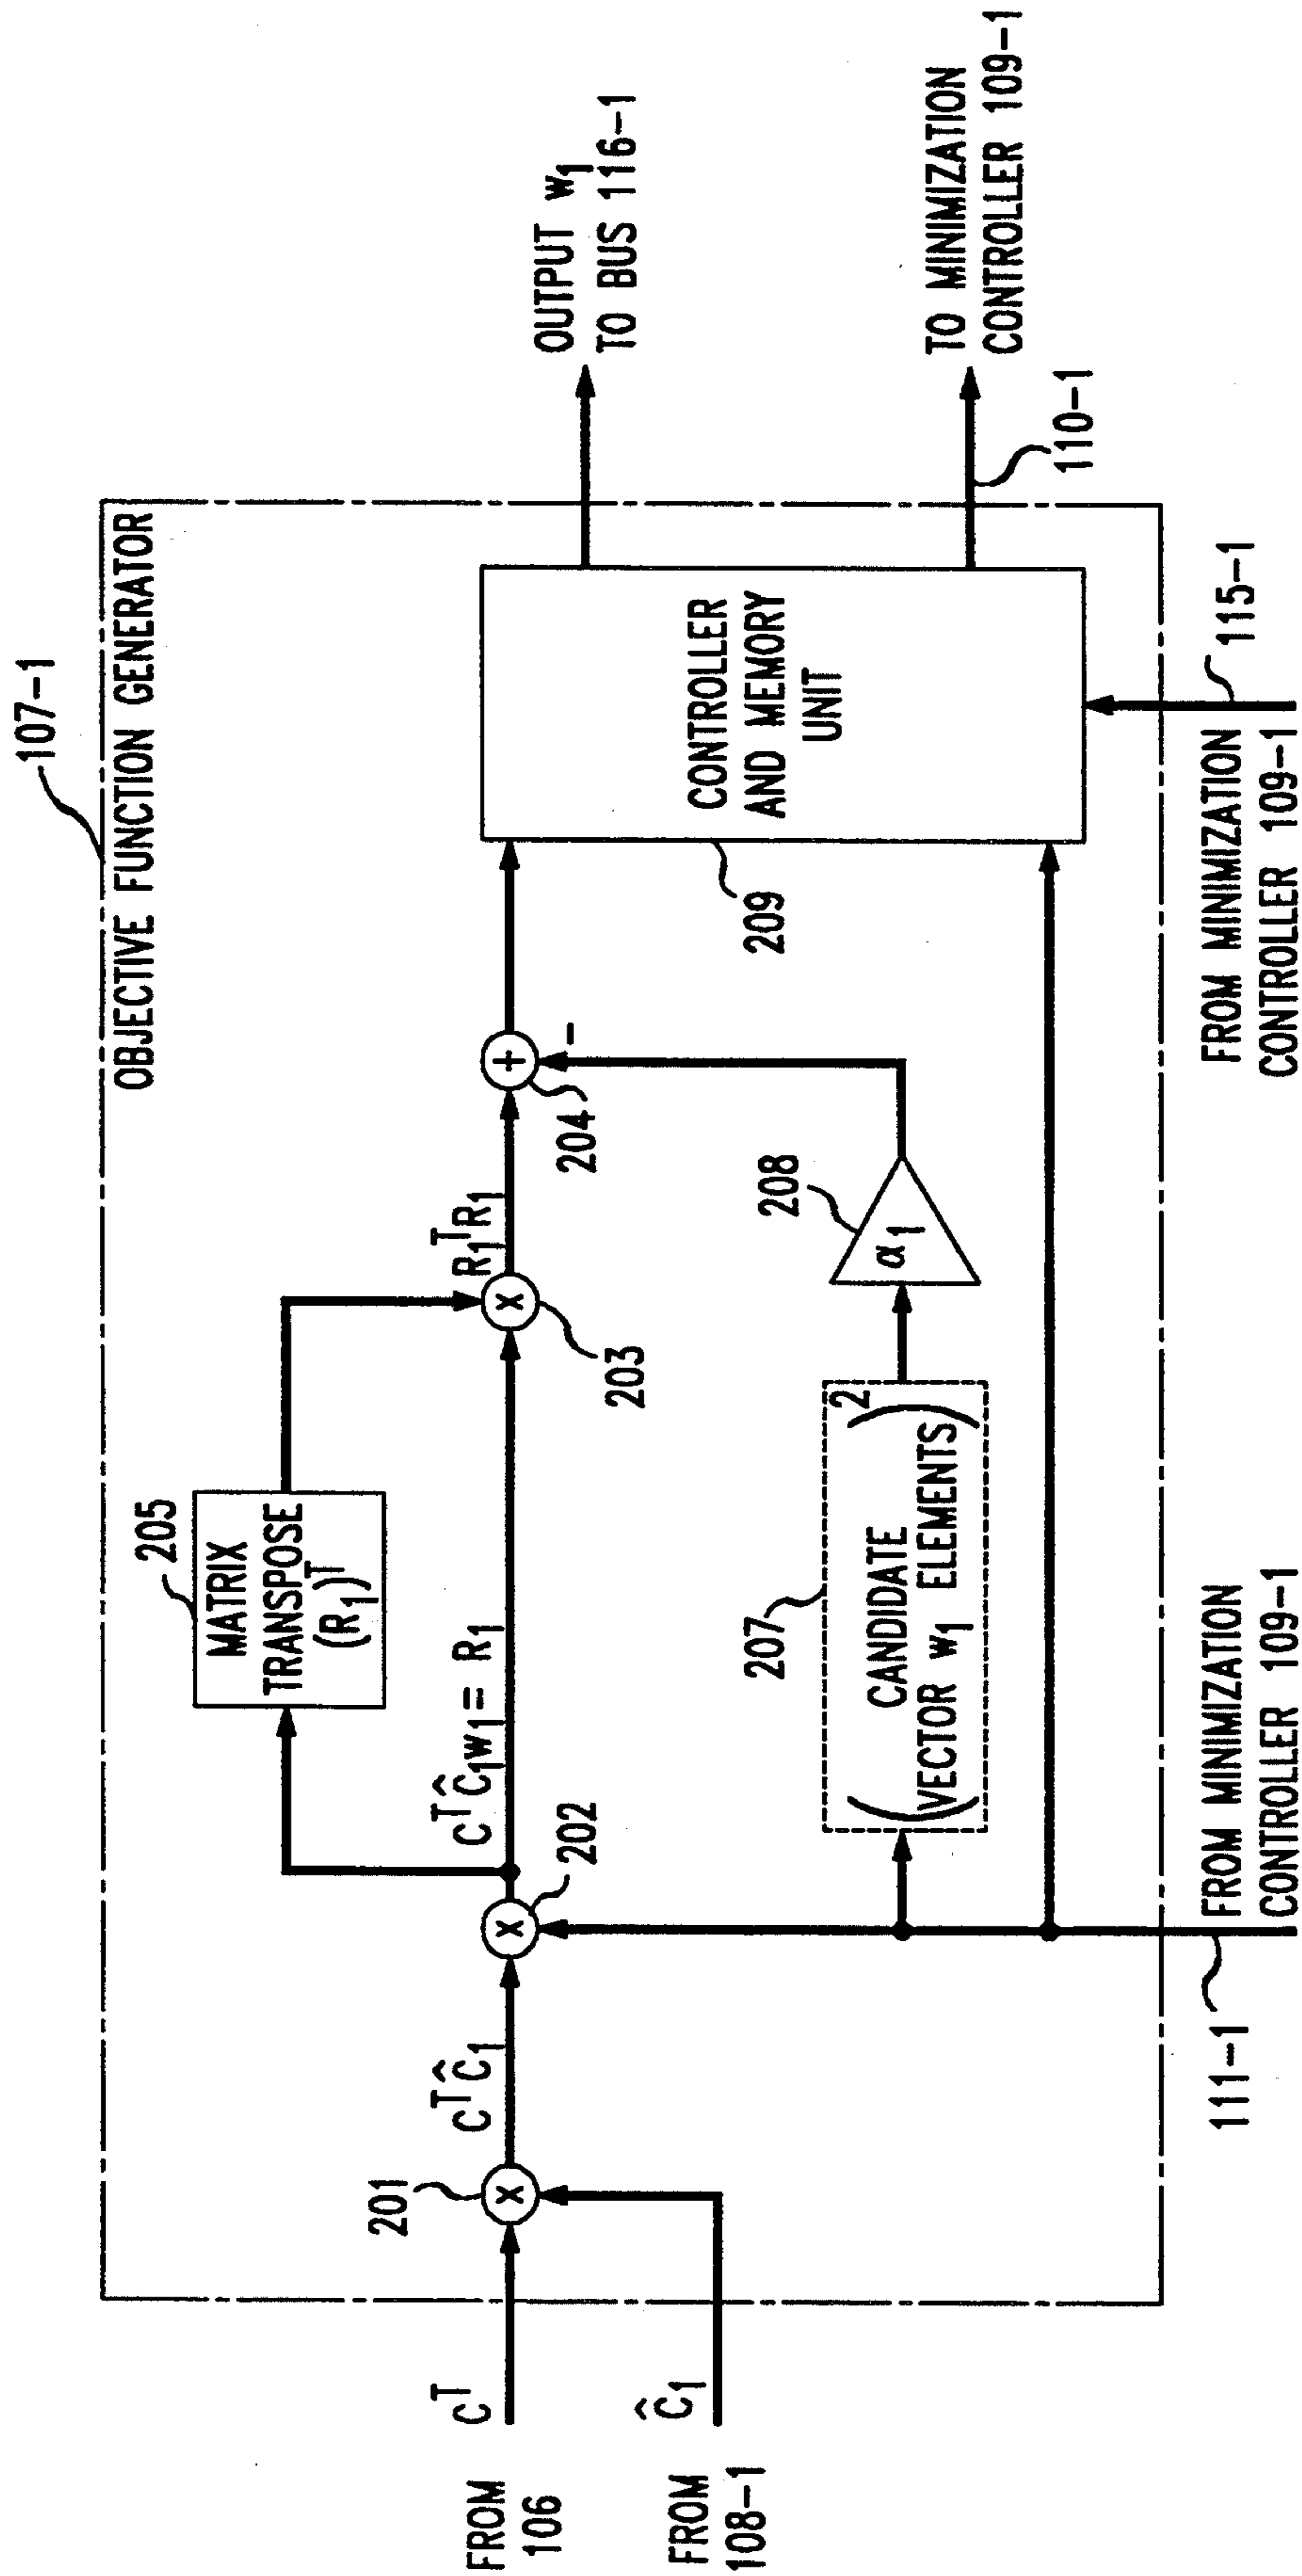 107-1
OBJECTIVE FUNCTION GENERATOR
205
MATRIX
TRANSPOSE
(R₁)ᵀ
FROM
106
Cᵀ
201
X
CᵀĈ₁
X
202
CᵀĈ₁w₁= R₁
X
203
R₁ᵀR₁
+
-
204
OUTPUT w₁
TO BUS 116-1
FROM
108-1
Ĉ₁
207
CANDIDATE
(VECTOR w₁ ELEMENTS)²
208
α₁
209
CONTROLLER
AND MEMORY
UNIT
TO MINIMIZATION
CONTROLLER 109-1
110-1
111-1
FROM MINIMIZATION
CONTROLLER 109-1
FROM MINIMIZATION
CONTROLLER 109-1
115-1